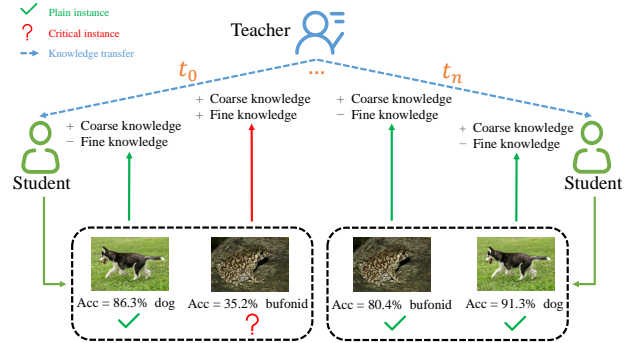 Plain instance
Critical instance
Knowledge transfer
Teacher
t0
...
tn
+ Coarse knowledge
− Fine knowledge
+ Coarse knowledge
+ Fine knowledge
+ Coarse knowledge
− Fine knowledge
+ Coarse knowledge
− Fine knowledge
Student
Student
Acc = 86.3% dog
Acc = 35.2% bufonid
Acc = 80.4% bufonid
Acc = 91.3% dog